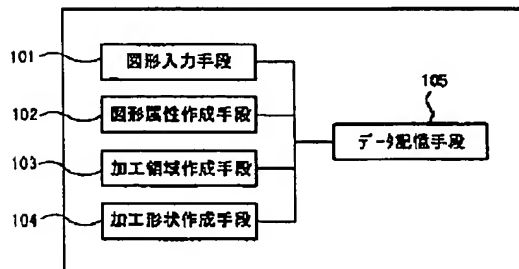 101 図形入力手段
105
102 図形属性作成手段
データ記憶手段
103 加工領域作成手段
104 加工形状作成手段